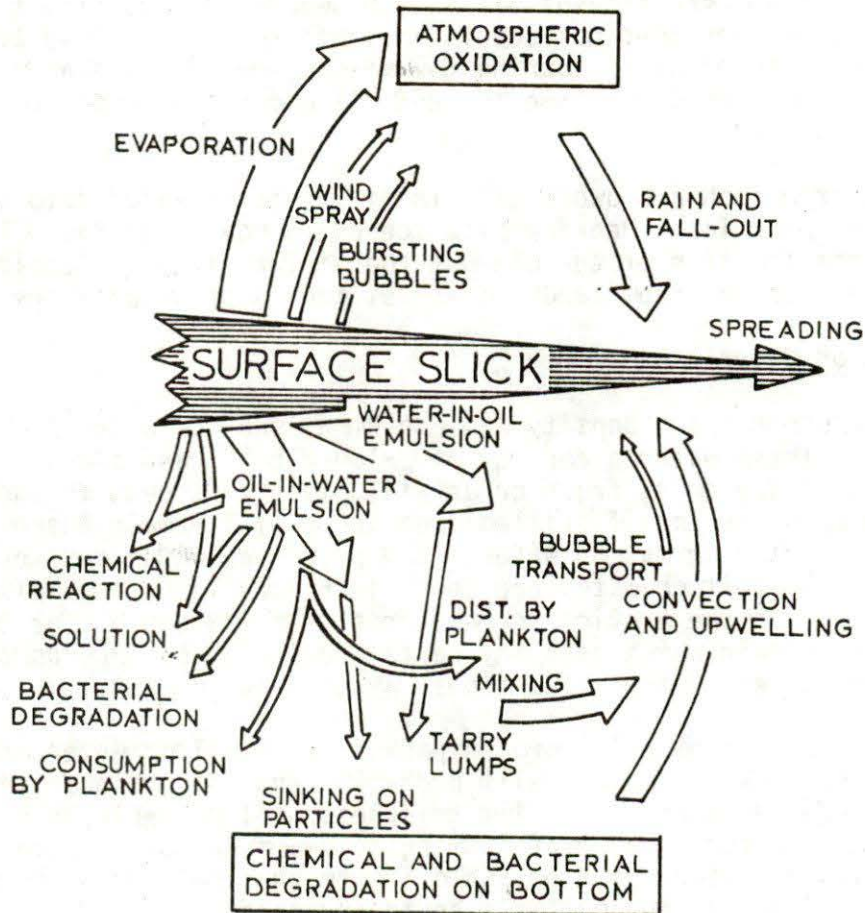 ATMOSPHERIC
OXIDATION
EVAPORATION
WIND
SPRAY
BURSTING
BUBBLES
RAIN AND
FALL-OUT
SPREADING
SURFACE SLICK
WATER-IN-OIL
EMULSION
OIL-IN-WATER
EMULSION
CHEMICAL
REACTION
SOLUTION
BACTERIAL
DEGRADATION
CONSUMPTION
BY PLANKTON
SINKING ON
PARTICLES
TARRY
LUMPS
DIST. BY
PLANKTON
MIXING
BUBBLE
TRANSPORT
CONVECTION
AND UPWELLING
CHEMICAL AND BACTERIAL
DEGRADATION ON BOTTOM